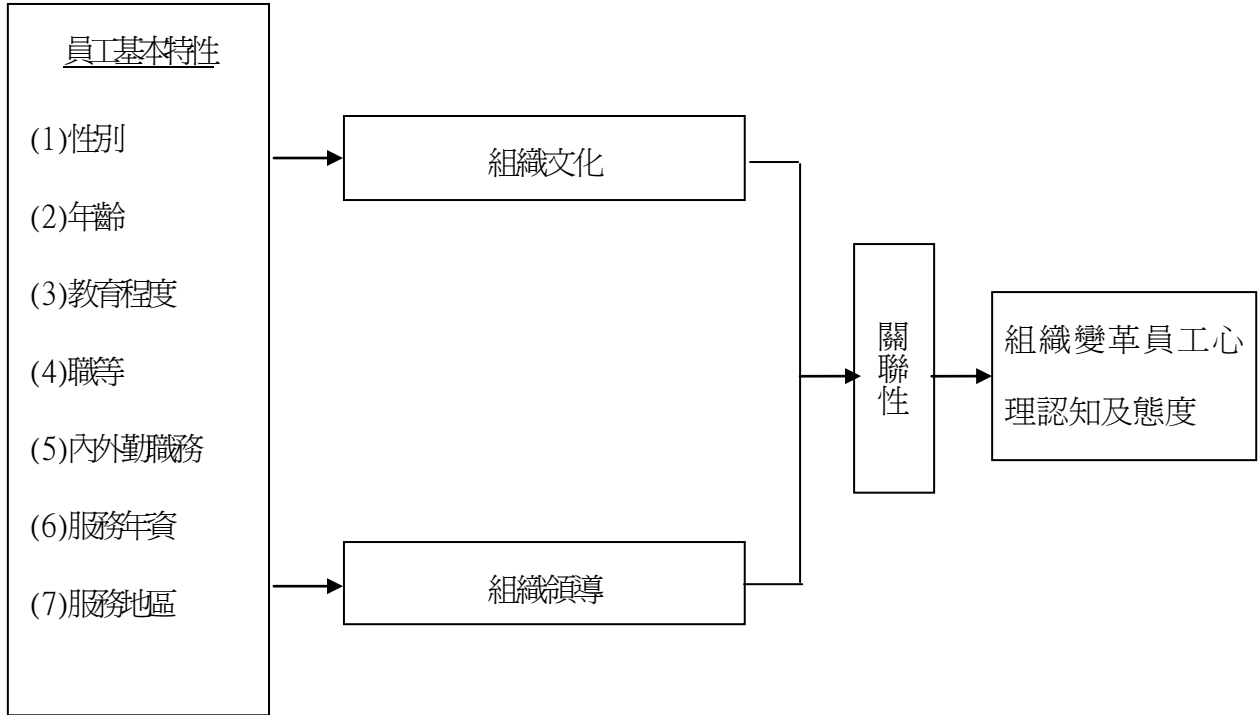 員工基本特性
(1)性別
(2)年齡
(3)教育程度
(4)職等
(5)內外勤職務
(6)服務年資
(7)服務地區
組織文化
組織領導
關聯性
組織變革員工心
理認知及態度